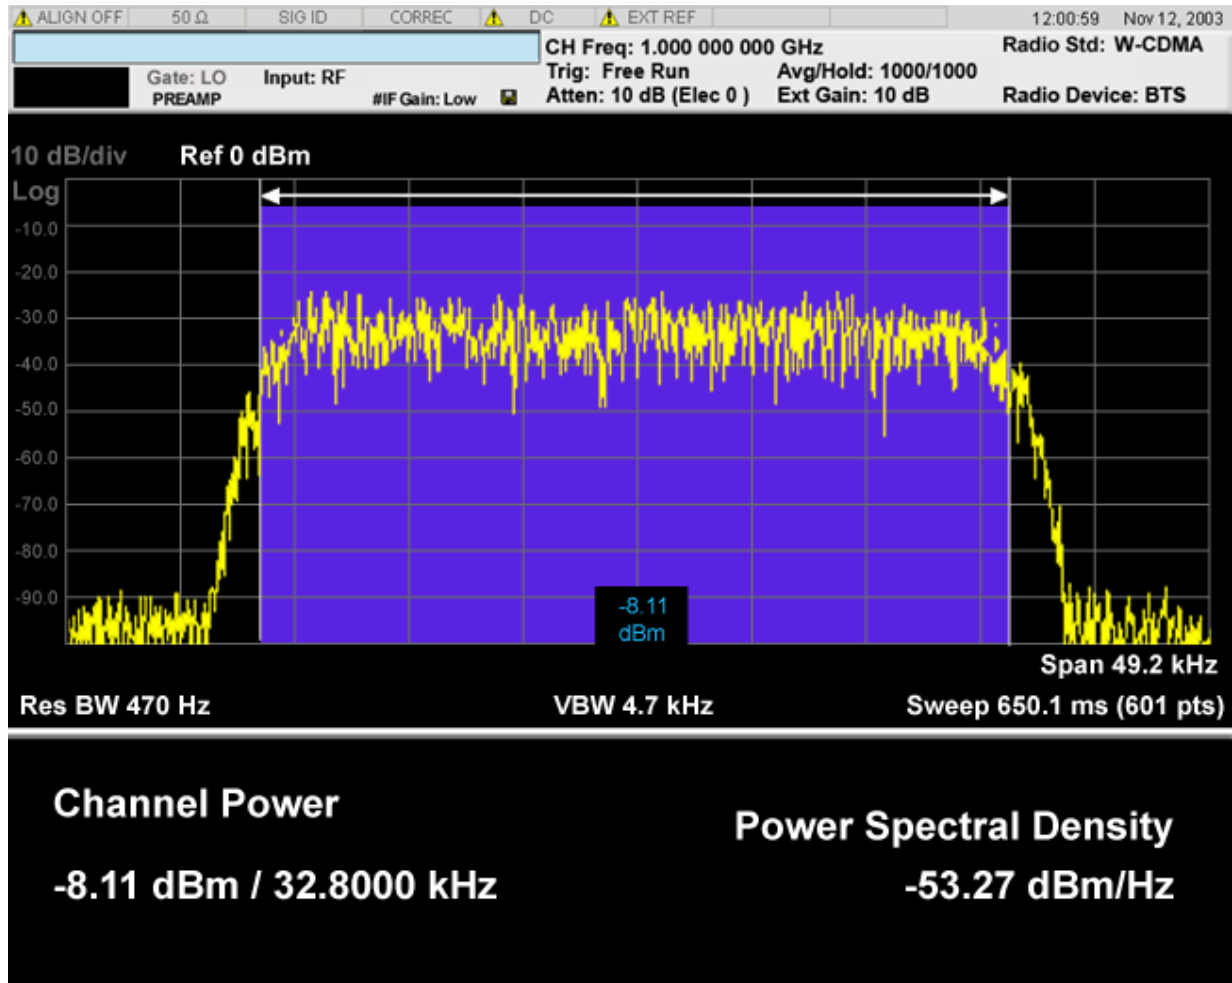 ALIGN OFF 50 Ω SIG ID CORREC DC EXT REF 12:00:59 Nov 12, 2003
CH Freq: 1.000 000 000 GHz Radio Std: W-CDMA
Gate: LO Input: RF Trig: Free Run Avg/Hold: 1000/1000
PREAMP #IF Gain: Low Atten: 10 dB (Elec 0 ) Ext Gain: 10 dB Radio Device: BTS
10 dB/div Ref 0 dBm
Log
-10.0
-20.0
-30.0
-40.0
-50.0
-60.0
-70.0
-80.0
-90.0
-8.11
dBm
Span 49.2 kHz
Res BW 470 Hz VBW 4.7 kHz Sweep 650.1 ms (601 pts)
Channel Power
Power Spectral Density
-8.11 dBm / 32.8000 kHz -53.27 dBm/Hz